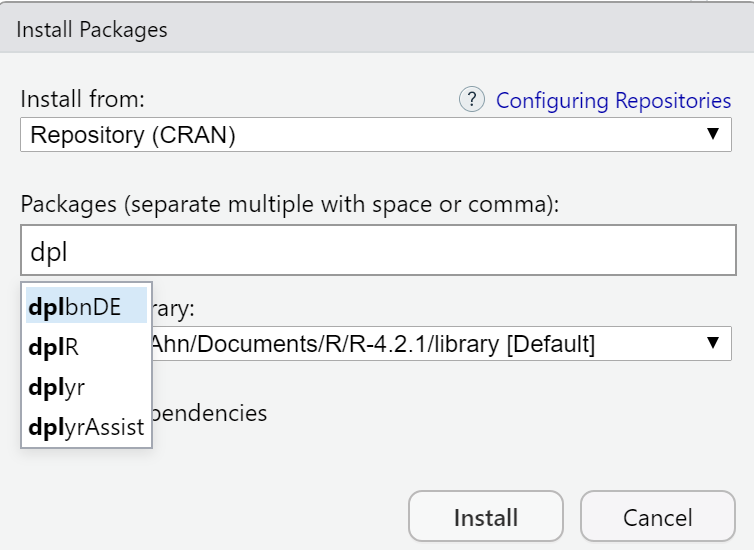 Install Packages
Install from:
? Configuring Repositories
Repository (CRAN)
Packages (separate multiple with space or comma):
dpl
dplbnDE
dplR
dplyr
dplyrAssist
rary:
Ahn/Documents/R/R-4.2.1/library [Default]
pendencies
Install
Cancel